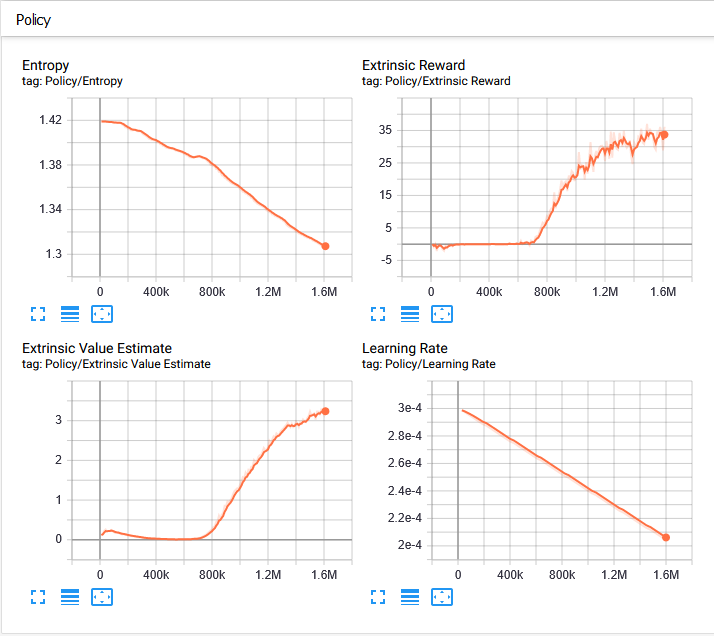 Policy
Entropy
tag: Policy/Entropy
1.42
1.38
1.34
1.3
0 400k 800k 1.2M 1.6M
Extrinsic Reward
tag: Policy/Extrinsic Reward
35
25
15
5
-5
0 400k 800k 1.2M 1.6M
Extrinsic Value Estimate
tag: Policy/Extrinsic Value Estimate
3
2
1
0
0 400k 800k 1.2M 1.6M
Learning Rate
tag: Policy/Learning Rate
3e-4
2.8e-4
2.6e-4
2.4e-4
2.2e-4
2e-4
0 400k 800k 1.2M 1.6M